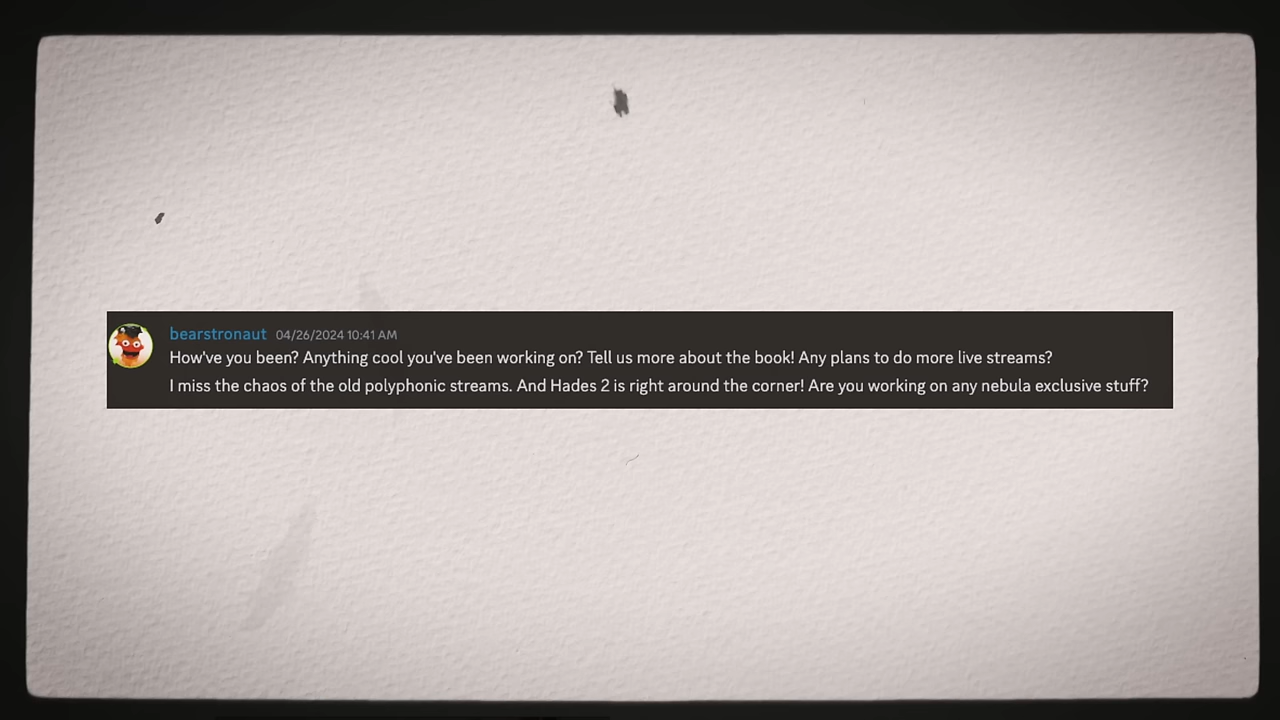 bearstronaut 04/26/2024 10:41 AM
How've you been? Anything cool you've been working on? Tell us more about the book! Any plans to do more live streams?
I miss the chaos of the old polyphonic streams. And Hades 2 is right around the corner! Are you working on any nebula exclusive stuff?